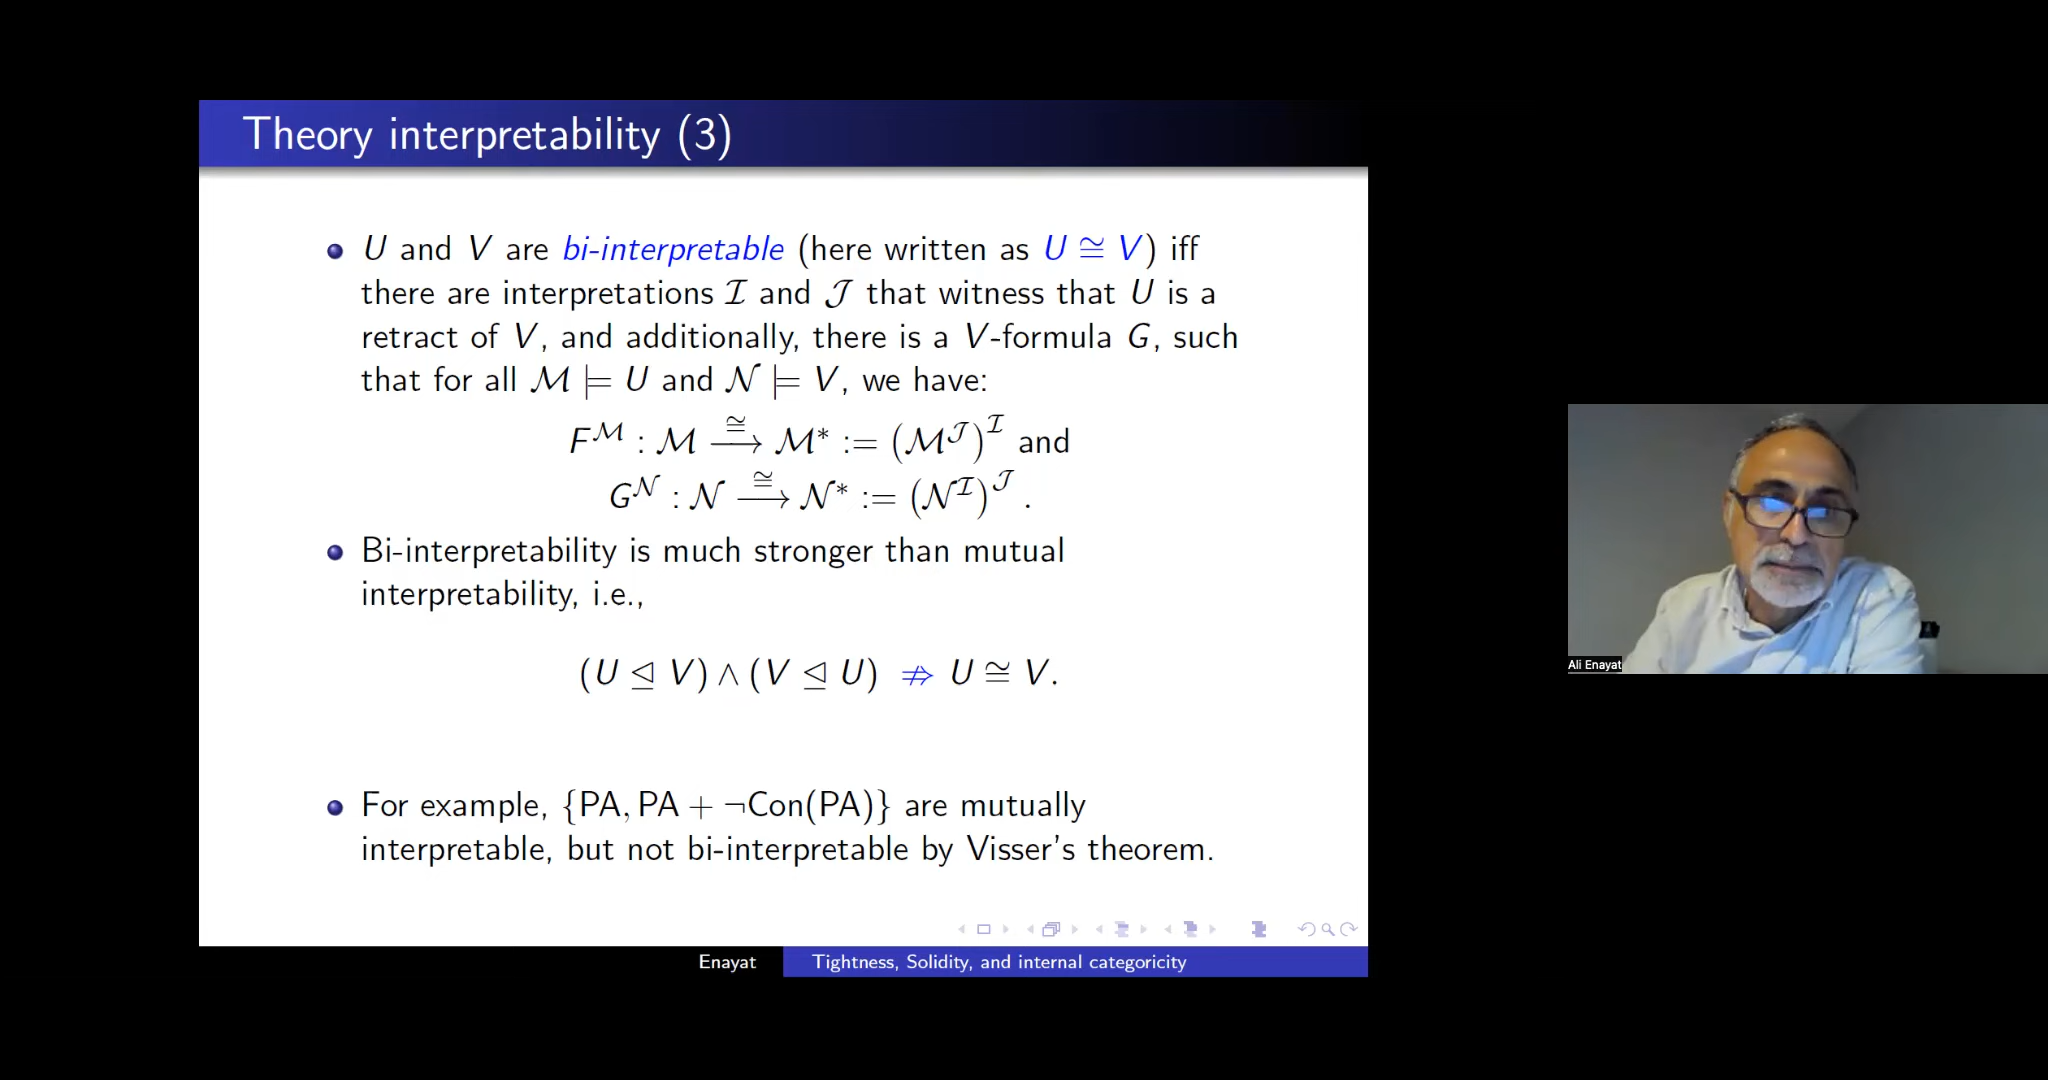 Theory interpretability (3)
U and V are bi-interpretable (here written as U ≅ V) iff
there are interpretations ℐ and 𝒥 that witness that U is a
retract of V, and additionally, there is a V-formula G, such
that for all ℳ ⊨ U and 𝒩 ⊨ V, we have:
F^ℳ : ℳ ≅⟶ ℳ* := (ℳ^𝒥)^ℐ and
G^𝒩 : 𝒩 ≅⟶ 𝒩* := (𝒩^ℐ)^𝒥 .
Bi-interpretability is much stronger than mutual
interpretability, i.e.,
(U ⊴ V) ∧ (V ⊴ U) ⇏ U ≅ V.
For example, {PA, PA + ¬Con(PA)} are mutually
interpretable, but not bi-interpretable by Visser's theorem.
Enayat Tightness, Solidity, and internal categoricity
Ali Enayat